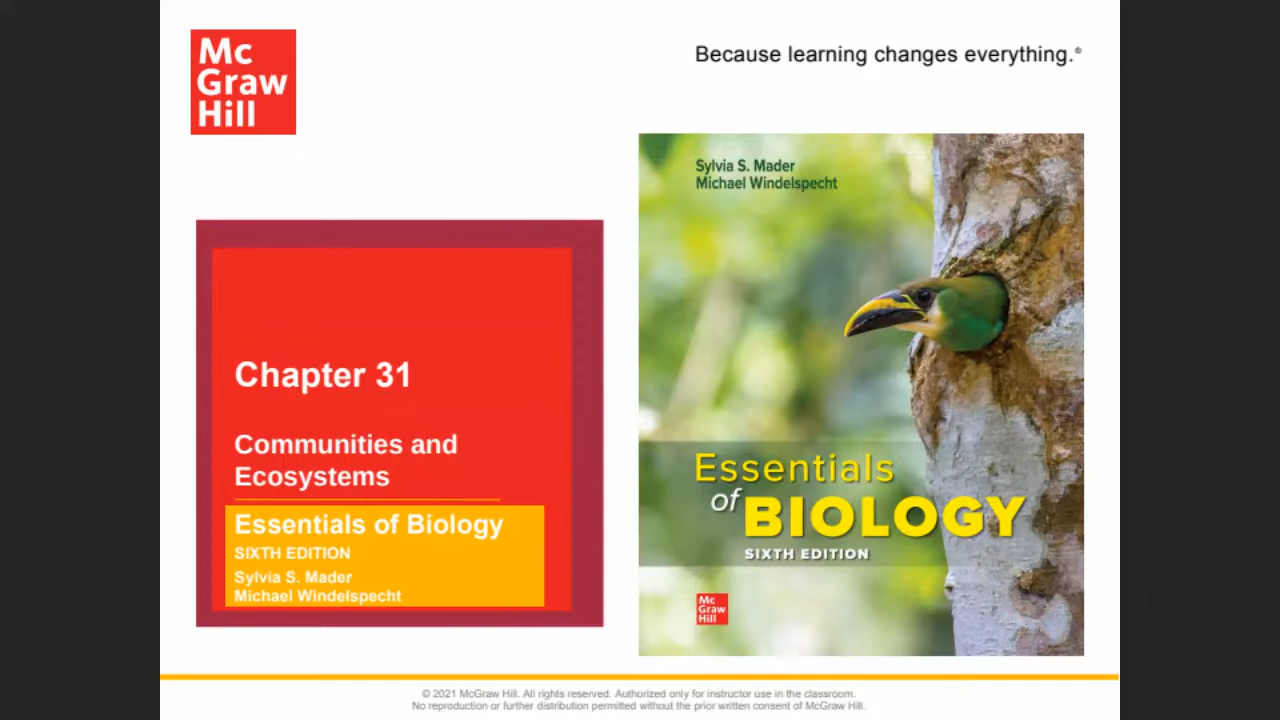 Mc
Graw
Hill
Because learning changes everything.®
Chapter 31
Communities and
Ecosystems
Essentials of Biology
SIXTH EDITION
Sylvia S. Mader
Michael Windelspecht
Sylvia S. Mader
Michael Windelspecht
Essentials
of BIOLOGY
SIXTH EDITION
Mc
Graw
Hill
© 2021 McGraw Hill. All rights reserved. Authorized only for instructor use in the classroom.
No reproduction or further distribution permitted without the prior written consent of McGraw Hill.